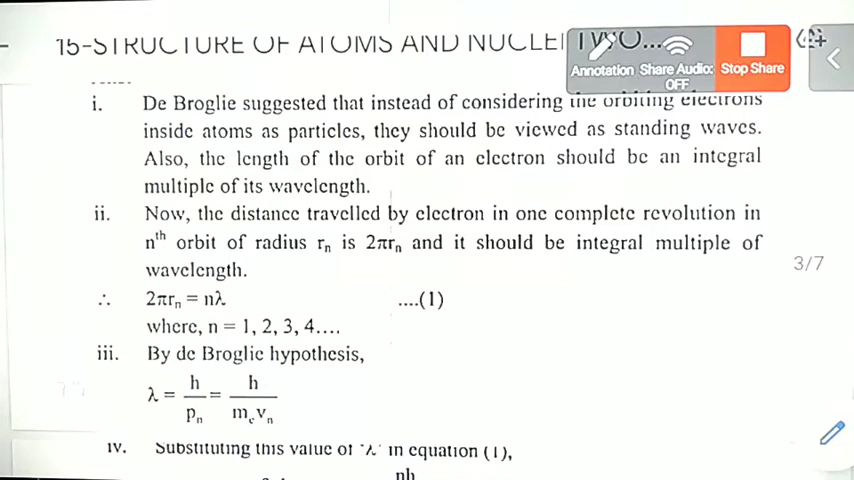 15-STRUCTURE OF ATOMS AND NUCLEI TWO...
Annotation Share Audio: OFF Stop Share
i. De Broglie suggested that instead of considering the orbiting electrons
inside atoms as particles, they should be viewed as standing waves.
Also, the length of the orbit of an electron should be an integral
multiple of its wavelength.
ii. Now, the distance travelled by electron in one complete revolution in
nᵗʰ orbit of radius rₙ is 2πrₙ and it should be integral multiple of
wavelength.
3/7
∴ 2πrₙ = nλ ....(1)
where, n = 1, 2, 3, 4....
iii. By de Broglie hypothesis,
λ = h/pₙ = h/mₑvₙ
iv. Substituting this value of 'λ' in equation (1),
nh